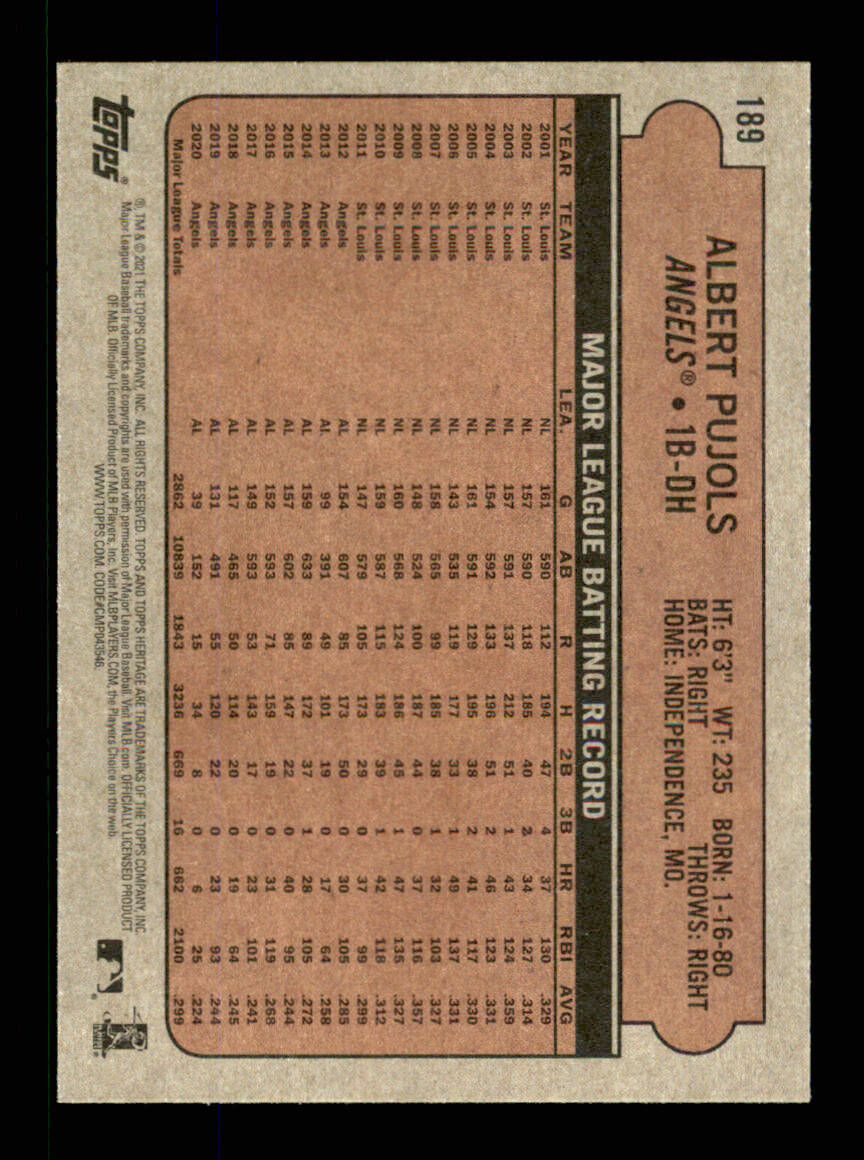 189
ALBERT PUJOLS
ANGELS® • 1B-DH
HT: 6'3" WT: 235 BORN: 1-16-80
BATS: RIGHT THROWS: RIGHT
HOME: INDEPENDENCE, MO.
MAJOR LEAGUE BATTING RECORD
YEAR TEAM LEA. G AB R H 2B 3B HR RBI AVG
2001 St. Louis NL 161 590 112 194 47 4 37 130 .329
2002 St. Louis NL 157 590 118 185 40 2 34 127 .314
2003 St. Louis NL 157 591 137 212 51 1 43 124 .359
2004 St. Louis NL 154 592 133 196 51 2 46 123 .331
2005 St. Louis NL 161 591 129 195 38 2 41 117 .330
2006 St. Louis NL 143 535 119 177 33 1 49 137 .331
2007 St. Louis NL 158 565 99 185 38 1 32 103 .327
2008 St. Louis NL 148 524 100 187 44 0 37 116 .357
2009 St. Louis NL 160 568 124 186 45 1 47 135 .327
2010 St. Louis NL 159 587 115 183 39 1 42 118 .312
2011 St. Louis NL 147 579 105 173 29 0 37 99 .299
2012 Angels AL 154 607 85 173 50 0 30 105 .285
2013 Angels AL 99 391 49 101 19 0 17 64 .258
2014 Angels AL 159 633 89 172 37 1 28 105 .272
2015 Angels AL 157 602 85 147 22 0 40 95 .244
2016 Angels AL 152 593 71 159 19 0 31 119 .268
2017 Angels AL 149 593 53 143 17 0 23 101 .241
2018 Angels AL 117 465 50 114 20 0 19 64 .245
2019 Angels AL 131 491 55 120 22 0 23 93 .244
2020 Angels AL 39 152 15 34 8 0 6 25 .224
Major League Totals 2862 10839 1843 3236 669 16 662 2100 .299
topps®
®, TM & © 2021 THE TOPPS COMPANY, INC. ALL RIGHTS RESERVED. TOPPS AND TOPPS HERITAGE ARE TRADEMARKS OF THE TOPPS COMPANY, INC.
Major League Baseball trademarks and copyrights are used with permission of Major League Baseball. Visit MLB.com. OFFICIALLY LICENSED PRODUCT
OF MLB. Officially Licensed Product of MLB Players, Inc. Visit MLBPLAYERS.COM, the Players Choice on the web.
WWW.TOPPS.COM. CODE#CMP043546.